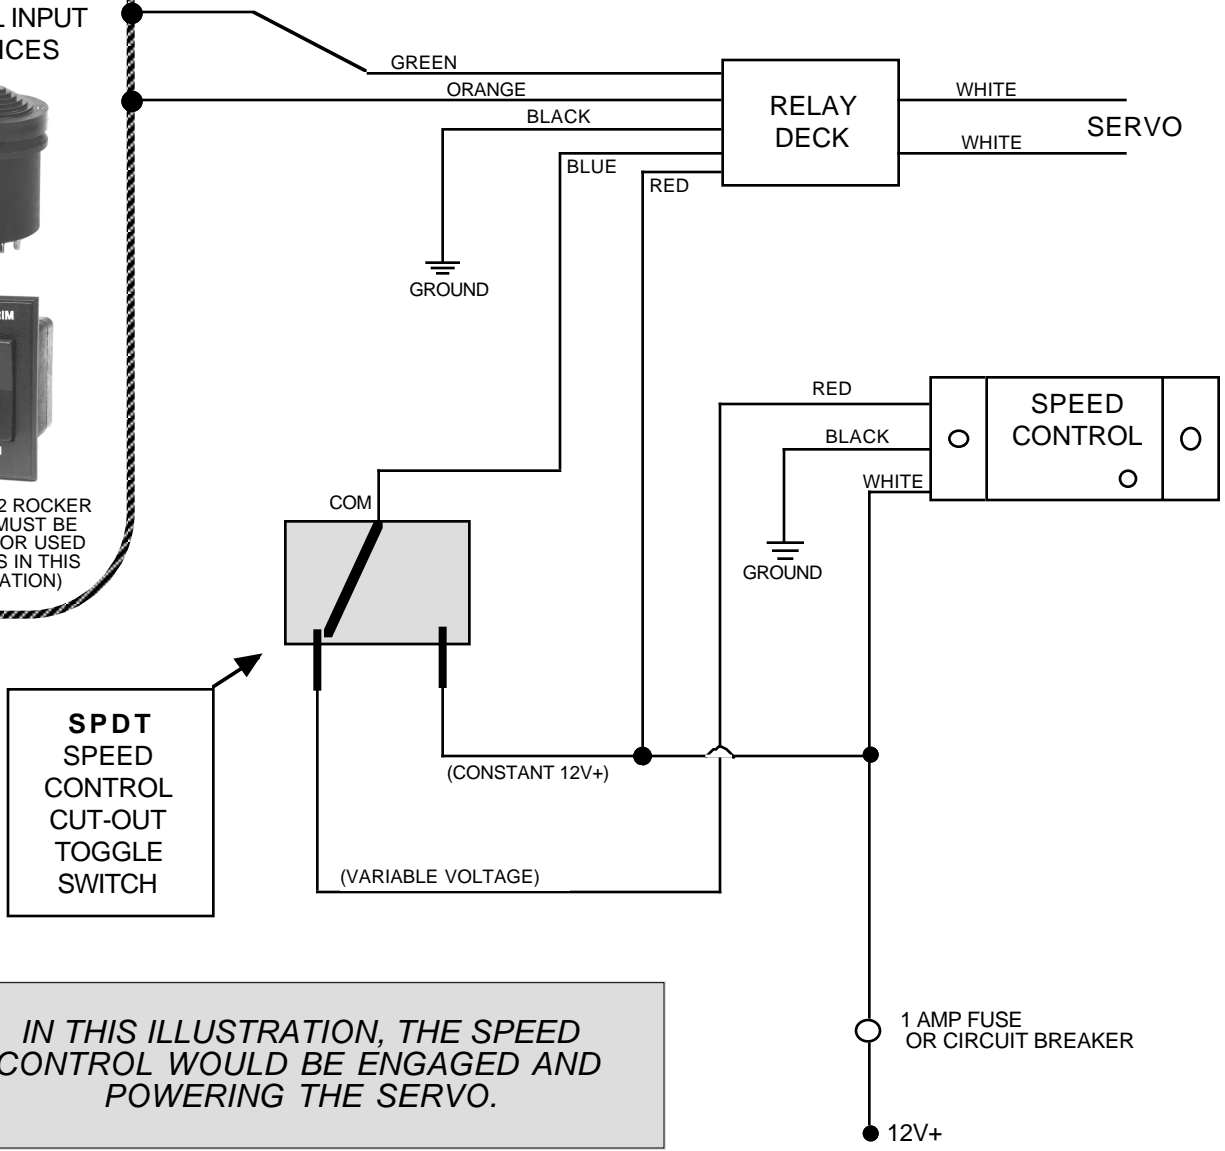 L INPUT
ICES
GREEN
ORANGE
BLACK
BLUE
RED
RELAY
DECK
WHITE
WHITE
SERVO
GROUND
IM
2 ROCKER
MUST BE
OR USED
S IN THIS
ATION)
COM
RED
BLACK
WHITE
SPEED
CONTROL
GROUND
SPDT
SPEED
CONTROL
CUT-OUT
TOGGLE
SWITCH
(CONSTANT 12V+)
(VARIABLE VOLTAGE)
IN THIS ILLUSTRATION, THE SPEED
CONTROL WOULD BE ENGAGED AND
POWERING THE SERVO.
1 AMP FUSE
OR CIRCUIT BREAKER
12V+